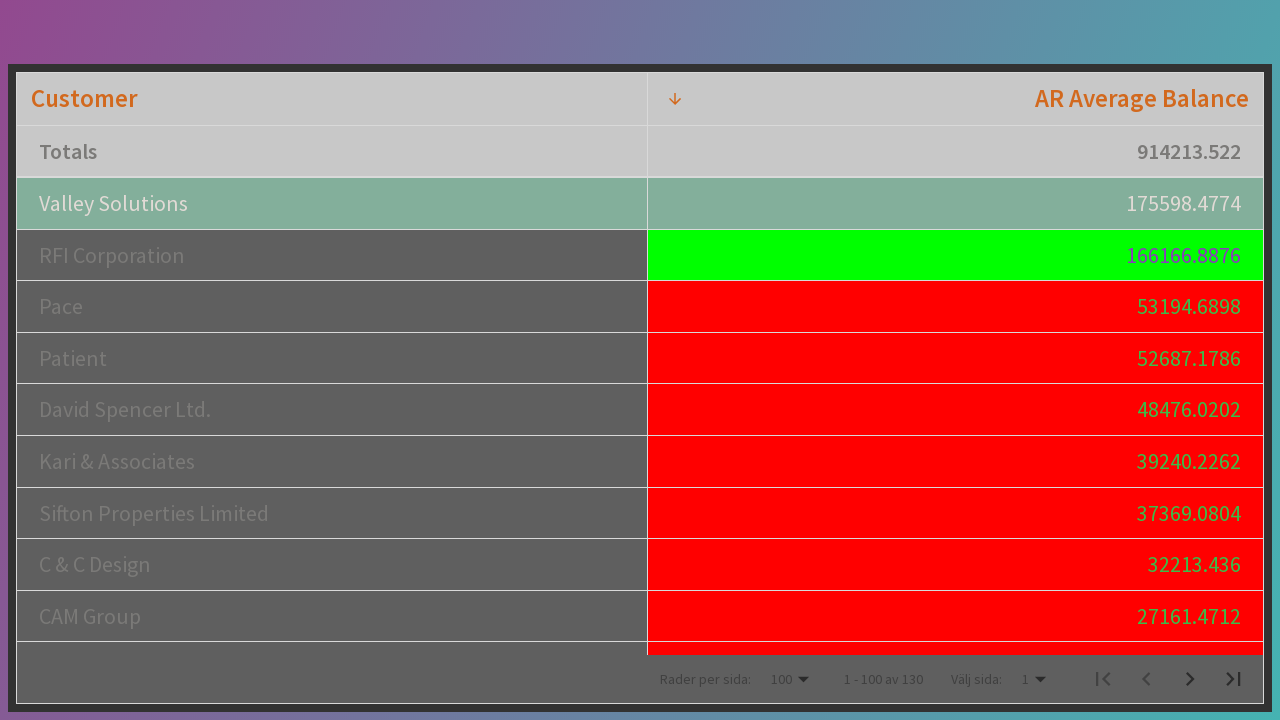 Customer AR Average Balance
Totals 914213.522
Valley Solutions 175598.4774
RFI Corporation 166166.8876
Pace 53194.6898
Patient 52687.1786
David Spencer Ltd. 48476.0202
Kari & Associates 39240.2262
Sifton Properties Limited 37369.0804
C & C Design 32213.436
CAM Group 27161.4712
Rader per sida: 100 1 - 100 av 130 Välj sida: 1